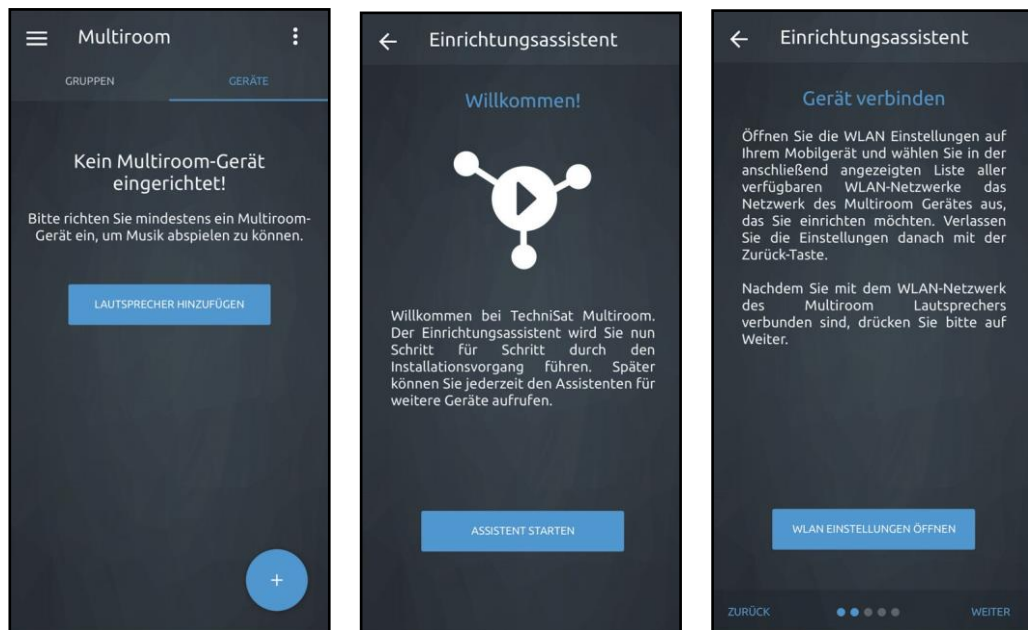 Multiroom
GRUPPEN
GERÄTE
Kein Multiroom-Gerät
eingerichtet!
Bitte richten Sie mindestens ein Multiroom-
Gerät ein, um Musik abspielen zu können.
LAUTSPRECHER HINZUFÜGEN
+
Einrichtungsassistent
Willkommen!
Willkommen bei TechniSat Multiroom.
Der Einrichtungsassistent wird Sie nun
Schritt für Schritt durch den
Installationsvorgang führen. Später
können Sie jederzeit den Assistenten für
weitere Geräte aufrufen.
ASSISTENT STARTEN
Einrichtungsassistent
Gerät verbinden
Öffnen Sie die WLAN Einstellungen auf
Ihrem Mobilgerät und wählen Sie in der
anschließend angezeigten Liste aller
verfügbaren WLAN-Netzwerke das
Netzwerk des Multiroom Gerätes aus,
das Sie einrichten möchten. Verlassen
Sie die Einstellungen danach mit der
Zurück-Taste.
Nachdem Sie mit dem WLAN-Netzwerk
des Multiroom Lautsprechers
verbunden sind, drücken Sie bitte auf
Weiter.
WLAN EINSTELLUNGEN ÖFFNEN
ZURÜCK
WEITER